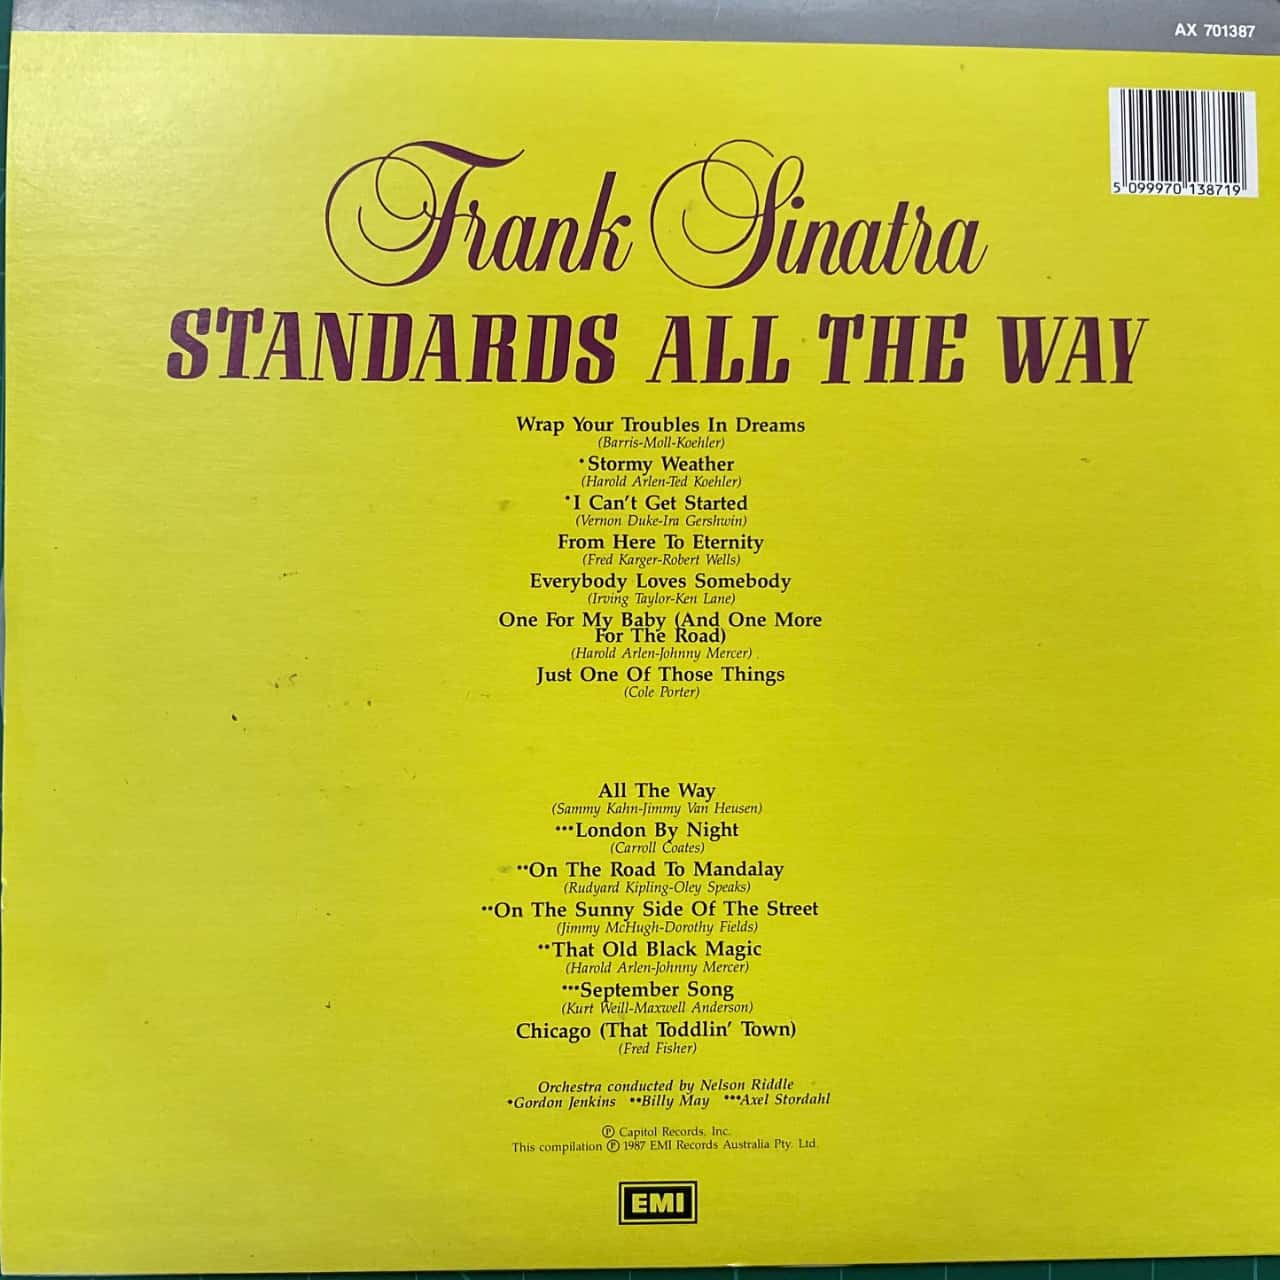 AX 701387
5 099970 138719
Frank Sinatra
STANDARDS ALL THE WAY
Wrap Your Troubles In Dreams
(Barris-Moll-Koehler)
•Stormy Weather
(Harold Arlen-Ted Koehler)
•I Can't Get Started
(Vernon Duke-Ira Gershwin)
From Here To Eternity
(Fred Karger-Robert Wells)
Everybody Loves Somebody
(Irving Taylor-Ken Lane)
One For My Baby (And One More
For The Road)
(Harold Arlen-Johnny Mercer)
Just One Of Those Things
(Cole Porter)
All The Way
(Sammy Kahn-Jimmy Van Heusen)
•••London By Night
(Carroll Coates)
••On The Road To Mandalay
(Rudyard Kipling-Oley Speaks)
••On The Sunny Side Of The Street
(Jimmy McHugh-Dorothy Fields)
••That Old Black Magic
(Harold Arlen-Johnny Mercer)
•••September Song
(Kurt Weill-Maxwell Anderson)
Chicago (That Toddlin' Town)
(Fred Fisher)
Orchestra conducted by Nelson Riddle
•Gordon Jenkins ••Billy May •••Axel Stordahl
Ⓟ Capitol Records, Inc.
This compilation Ⓟ 1987 EMI Records Australia Pty. Ltd.
EMI